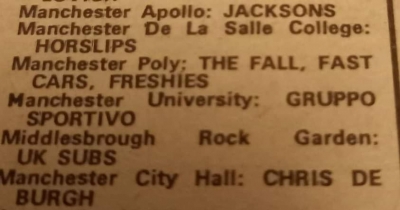 Manchester Apollo: JACKSONS
Manchester De La Salle College:
HORSLIPS
Manchester Poly; THE FALL, FAST
CARS, FRESHIES
Manchester University: GRUPPO
SPORTIVO
Middlesbrough Rock Garden:
UK SUBS
Manchester City Hall: CHRIS DE
BURGH